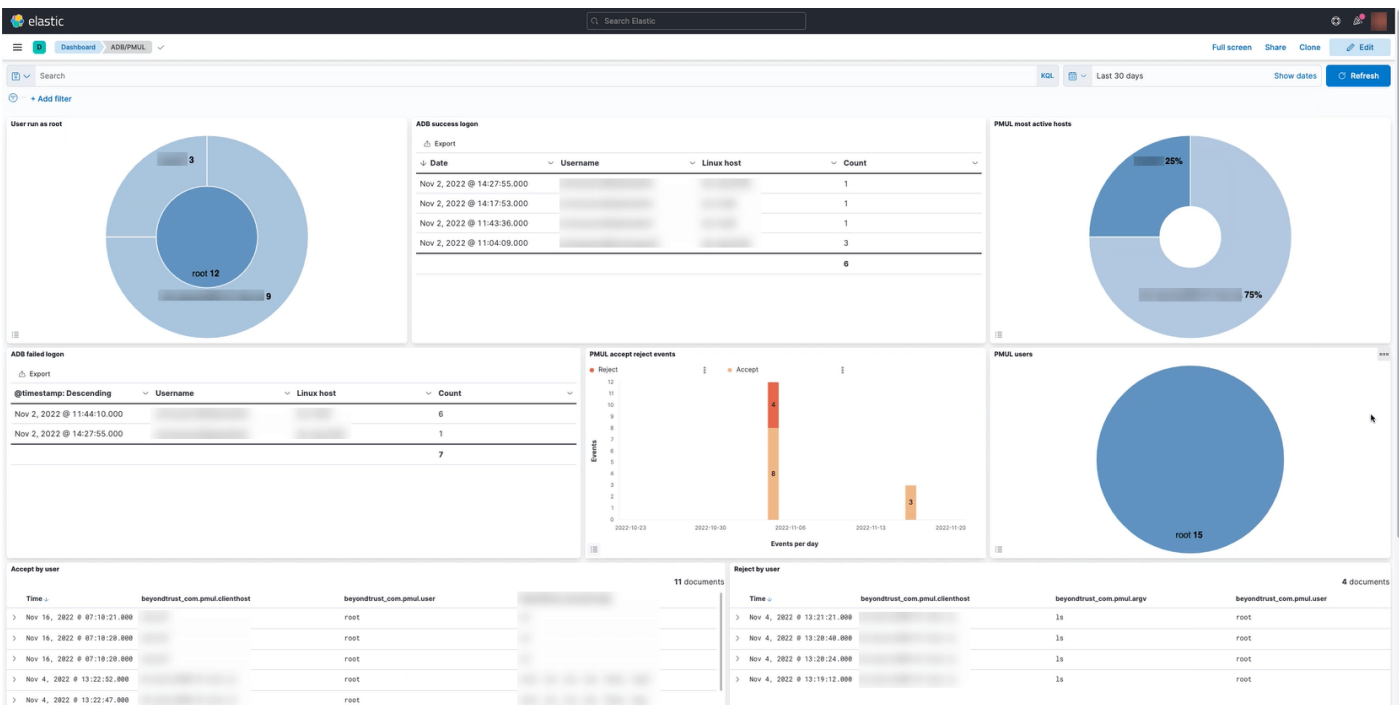 elastic
Search Elastic
D Dashboard ADB/PMUL Full screen Share Clone Edit
Search KQL Last 30 days Show dates Refresh
+ Add filter
User run as root
3
root 12
9
ADB success logon
Export
Date Username Linux host Count
Nov 2, 2022 @ 14:27:55.000 1
Nov 2, 2022 @ 14:17:53.000 1
Nov 2, 2022 @ 11:43:36.000 1
Nov 2, 2022 @ 11:04:09.000 3
6
PMUL most active hosts
25%
75%
ADB failed logon
Export
@timestamp: Descending Username Linux host Count
Nov 2, 2022 @ 11:44:10.000 6
Nov 2, 2022 @ 14:27:55.000 1
7
PMUL accept reject events
Reject Accept
12
11
10
9
8
7
6
5
4
3
2
1
0
Events
4
8
3
2022-10-23 2022-10-30 2022-11-06 2022-11-13 2022-11-20
Events per day
PMUL users
root 15
Accept by user
11 documents
Time beyondtrust_com.pmul.clienthost beyondtrust_com.pmul.user
Nov 16, 2022 @ 07:10:21.000 root
Nov 16, 2022 @ 07:10:20.000 root
Nov 16, 2022 @ 07:10:20.000 root
Nov 4, 2022 @ 13:22:52.000 root
Nov 4, 2022 @ 13:22:47.000 root
Reject by user
4 documents
Time beyondtrust_com.pmul.clienthost beyondtrust_com.pmul.argv beyondtrust_com.pmul.user
Nov 4, 2022 @ 13:21:21.000 ls root
Nov 4, 2022 @ 13:20:40.000 ls root
Nov 4, 2022 @ 13:20:24.000 ls root
Nov 4, 2022 @ 13:19:12.000 ls root